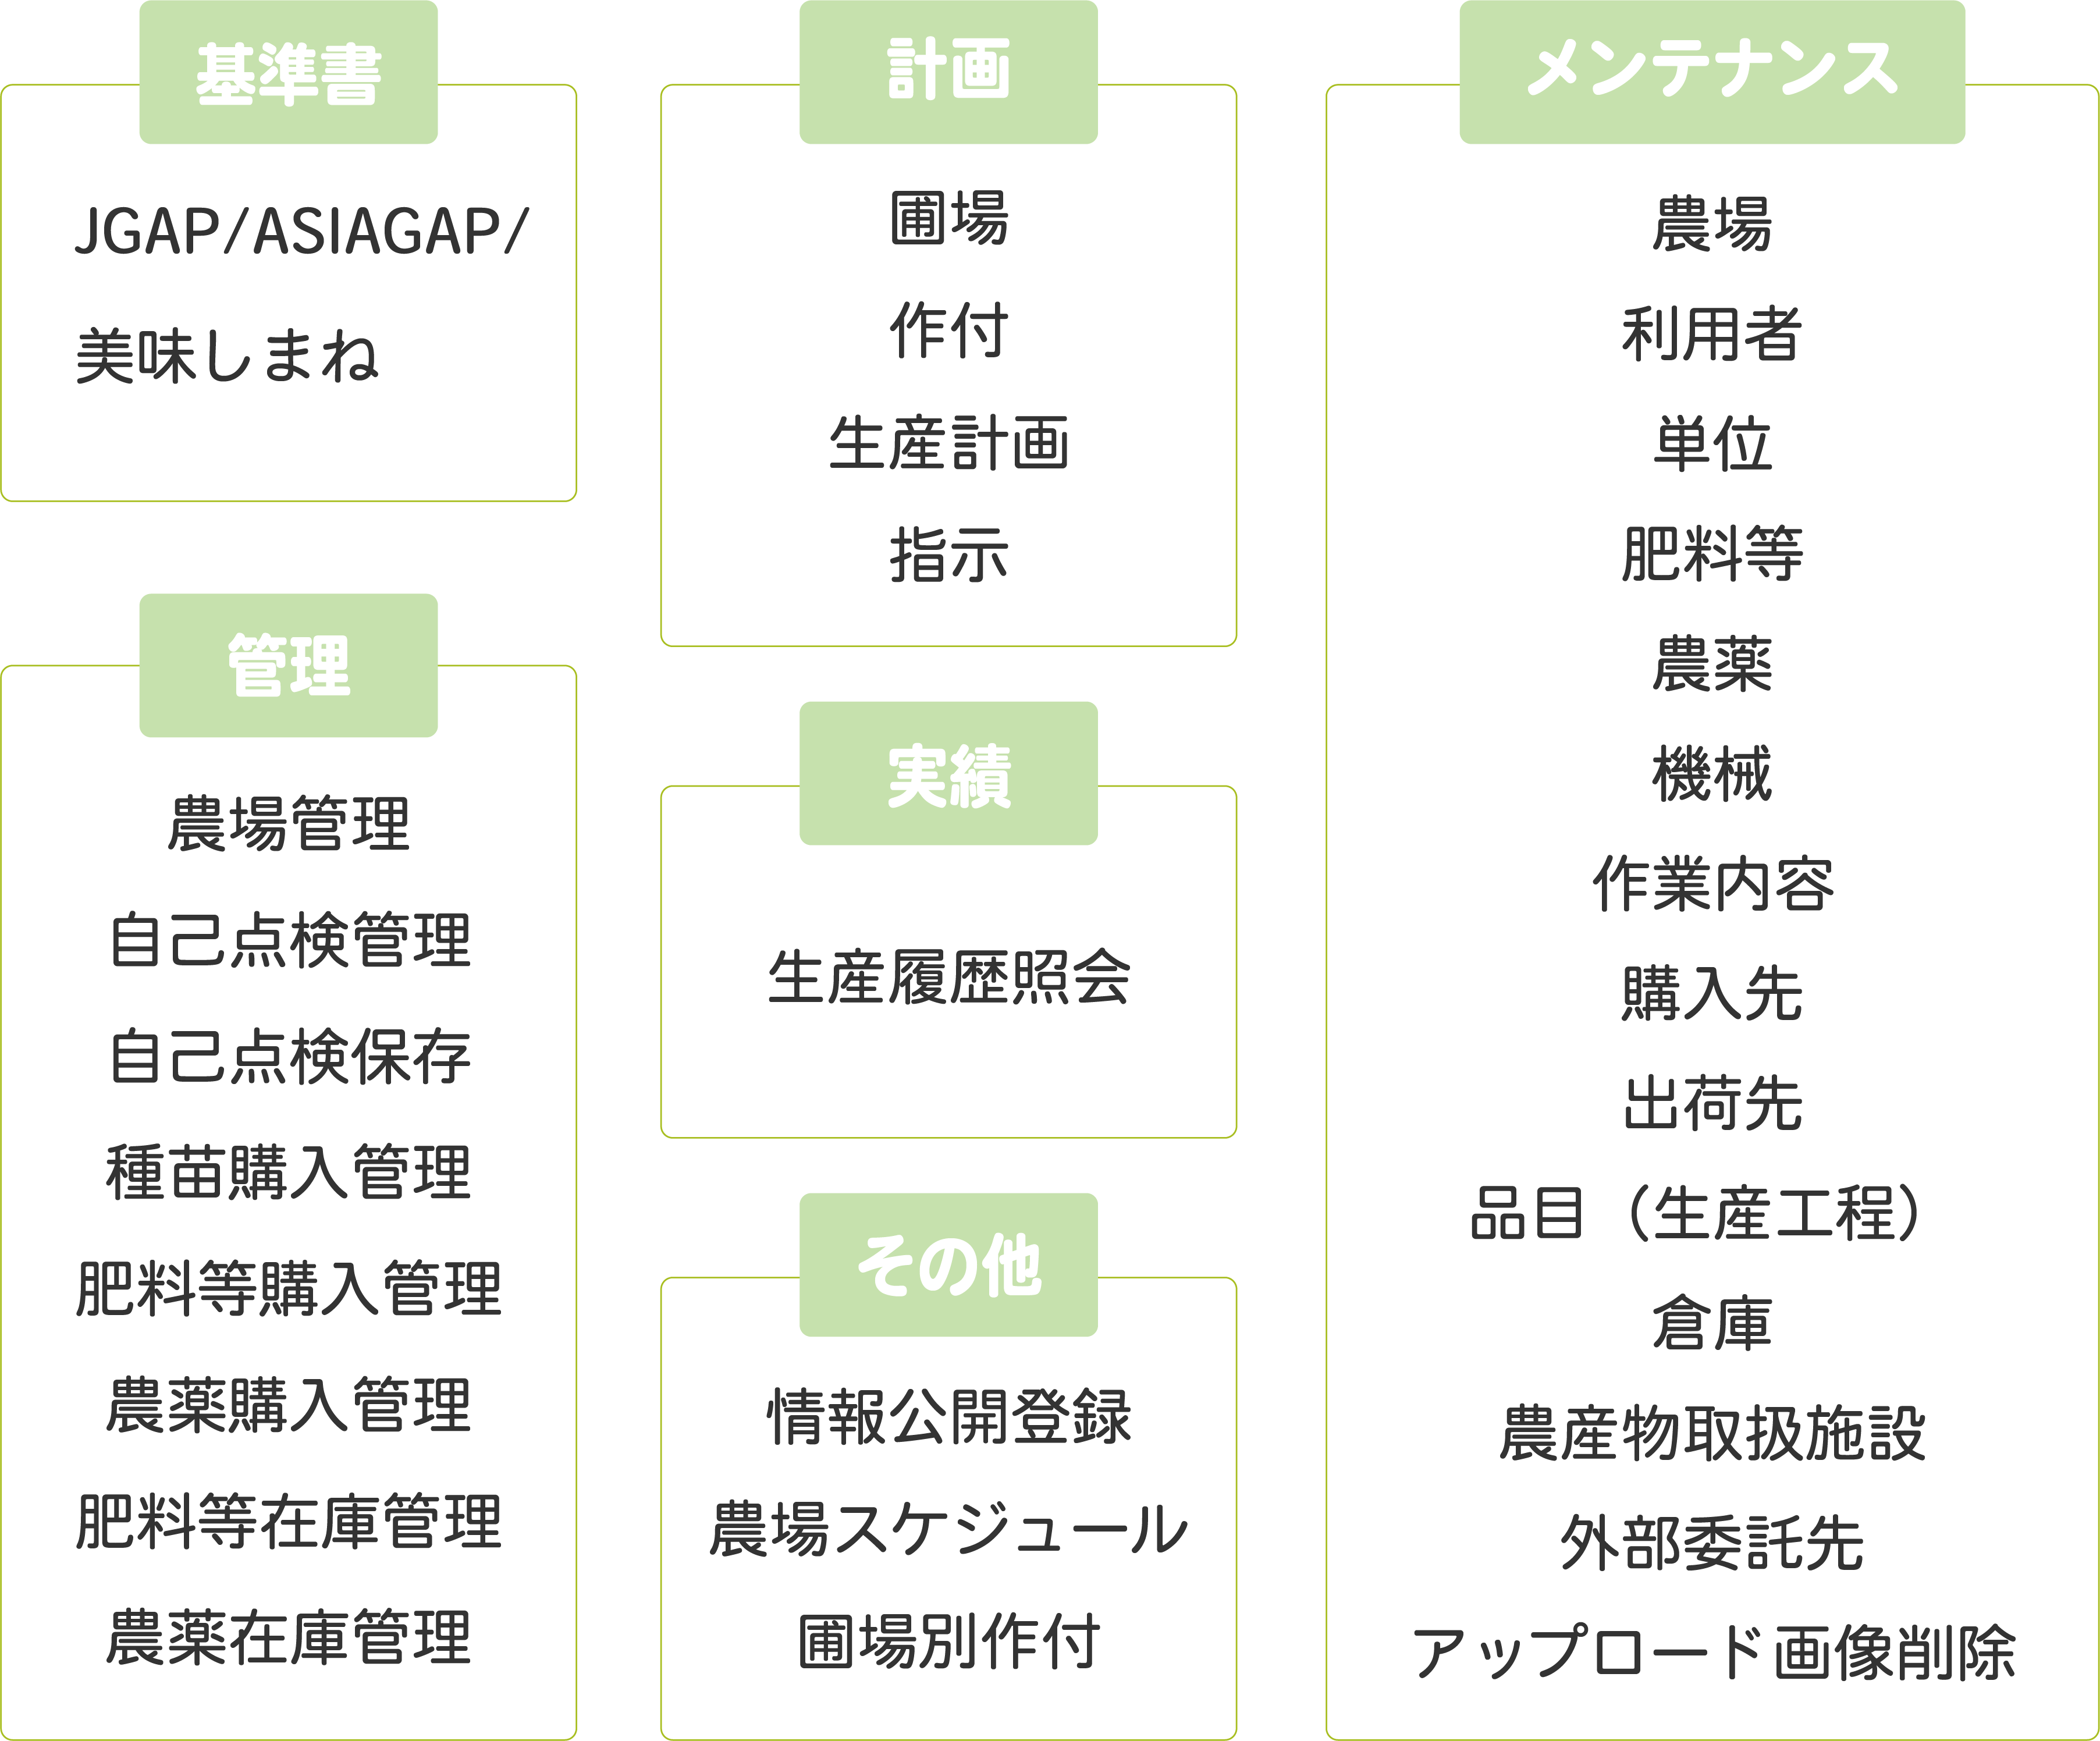 基準書
JGAP/ASIAGAP/
美味しまね
管理
農場管理
自己点検管理
自己点検保存
種苗購入管理
肥料等購入管理
農薬購入管理
肥料等在庫管理
農薬在庫管理
計画
圃場
作付
生産計画
指示
実績
生産履歴照会
その他
情報公開登録
農場スケジュール
圃場別作付
メンテナンス
農場
利用者
単位
肥料等
農薬
機械
作業内容
購入先
出荷先
品目（生産工程）
倉庫
農産物取扱施設
外部委託先
アップロード画像削除